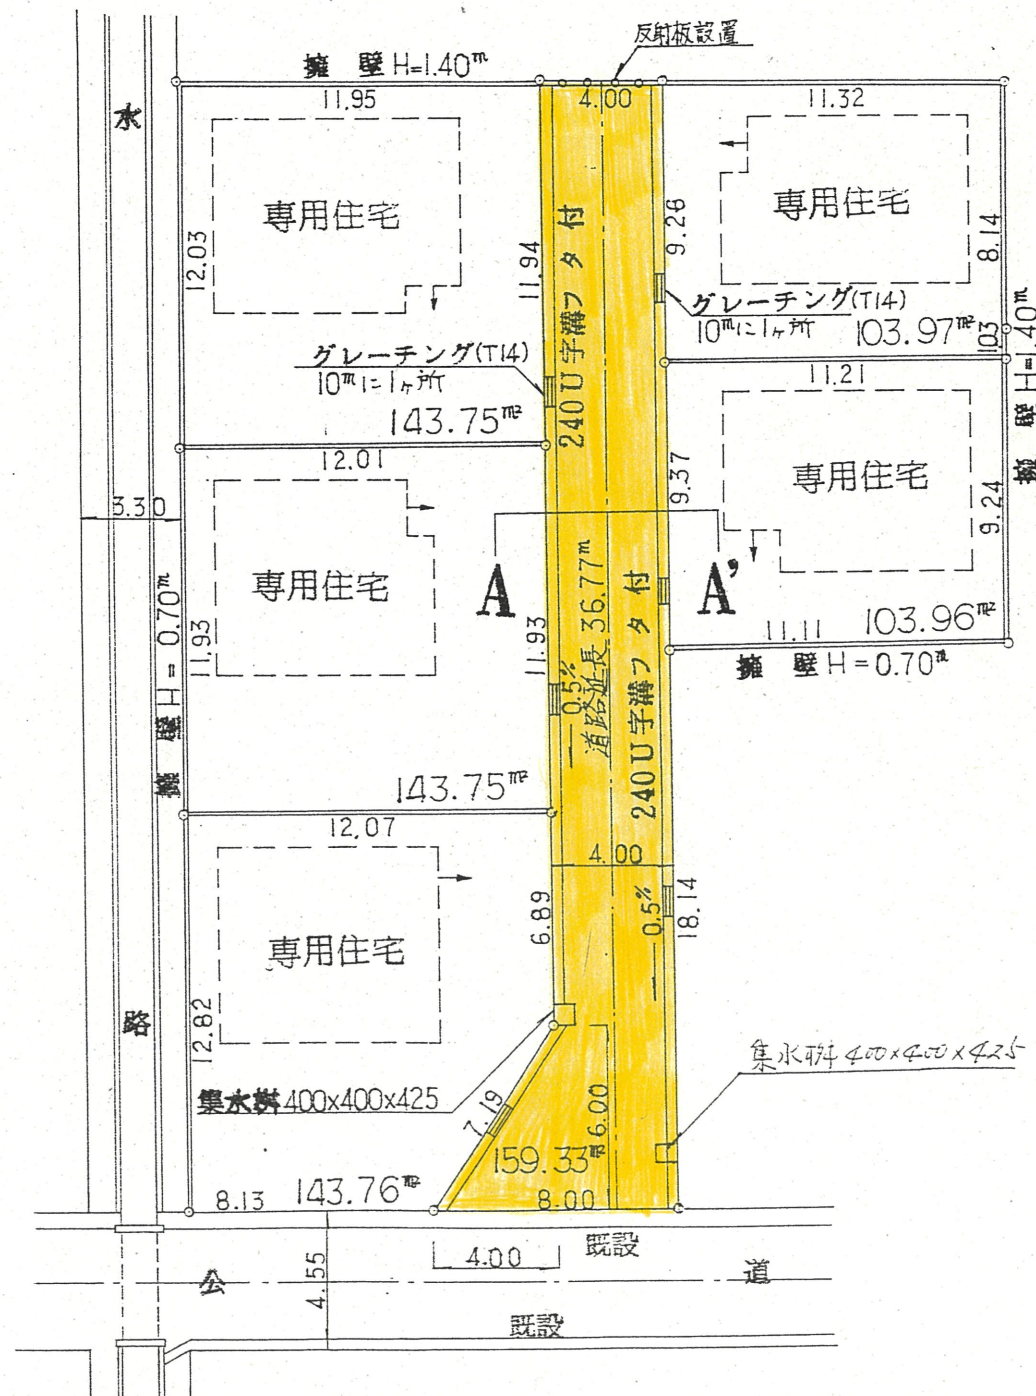 反射板設置
擁壁 H=1.40m
11.95
4.00
11.32
水
専用住宅
専用住宅
12.03
11.94
240U字溝フタ付
9.26
8.14
グレーチング(T14)
10mに1ヶ所
103.97㎡
1.03
擁壁 H=1.40m
グレーチング(T14)
10mに1ヶ所
143.75㎡
11.21
12.01
専用住宅
9.37
9.24
3.30
A
A'
専用住宅
擁壁 H=0.70m
11.93
11.93
0.5%
道路延長 36.77m
240U字溝フタ付
11.11
103.96㎡
擁壁 H=0.70m
143.75㎡
12.07
4.00
専用住宅
6.89
0.5%
18.14
12.82
路
集水桝 400x400x425
集水桝 400×400×425
7.19
6.00
159.33㎡
8.13
143.76㎡
8.00
4.00
既設
公
道
4.55
既設